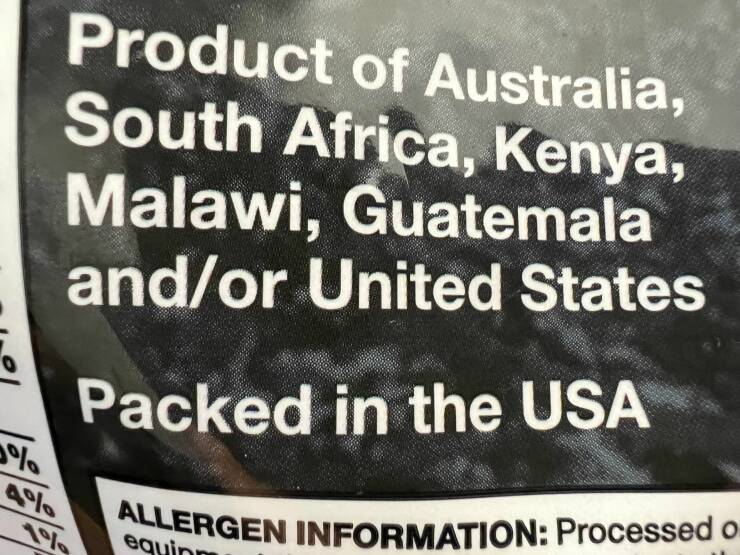 Product of Australia,
South Africa, Kenya,
Malawi, Guatemala
and/or United States
Packed in the USA
%
4%
1%
ALLERGEN INFORMATION: Processed